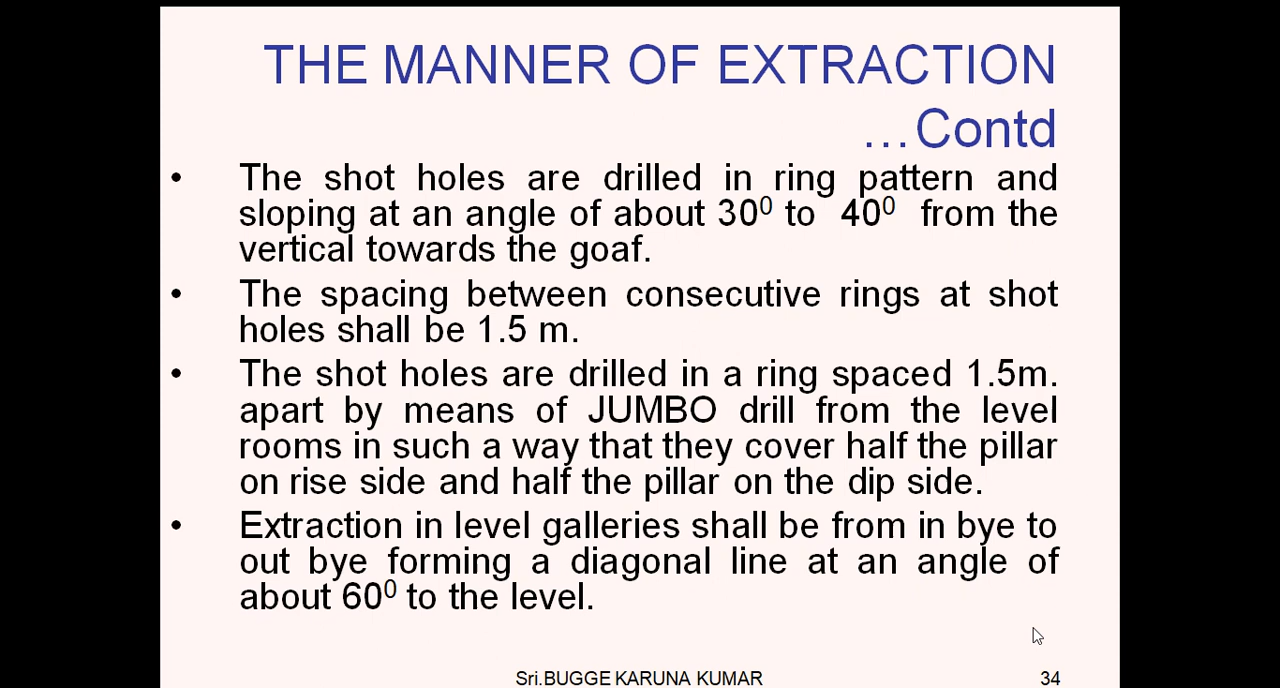 THE MANNER OF EXTRACTION
…Contd
• The shot holes are drilled in ring pattern and
sloping at an angle of about 30⁰ to 40⁰ from the
vertical towards the goaf.
• The spacing between consecutive rings at shot
holes shall be 1.5 m.
• The shot holes are drilled in a ring spaced 1.5m.
apart by means of JUMBO drill from the level
rooms in such a way that they cover half the pillar
on rise side and half the pillar on the dip side.
• Extraction in level galleries shall be from in bye to
out bye forming a diagonal line at an angle of
about 60⁰ to the level.
Sri.BUGGE KARUNA KUMAR 34